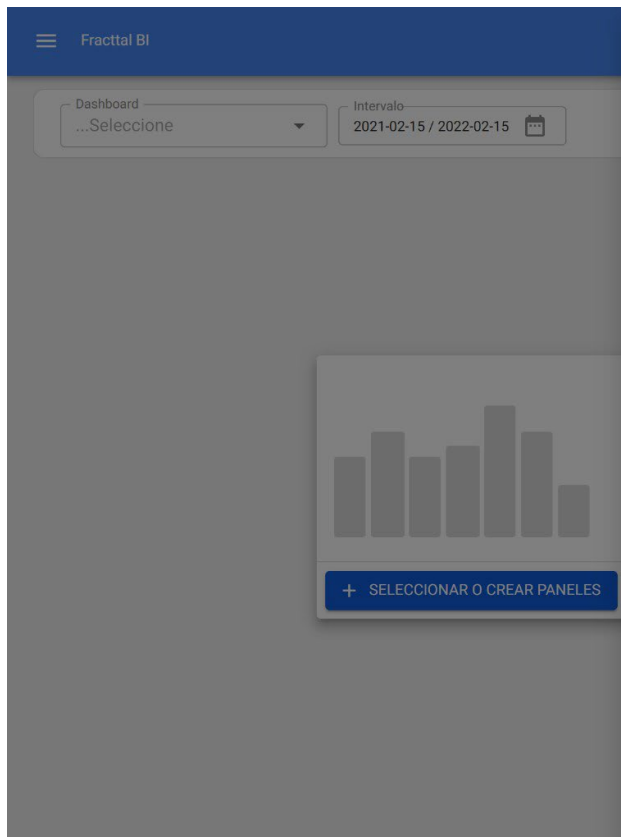 Fracttal BI
Dashboard
...Seleccione
Intervalo
2021-02-15 / 2022-02-15
+ SELECCIONAR O CREAR PANELES